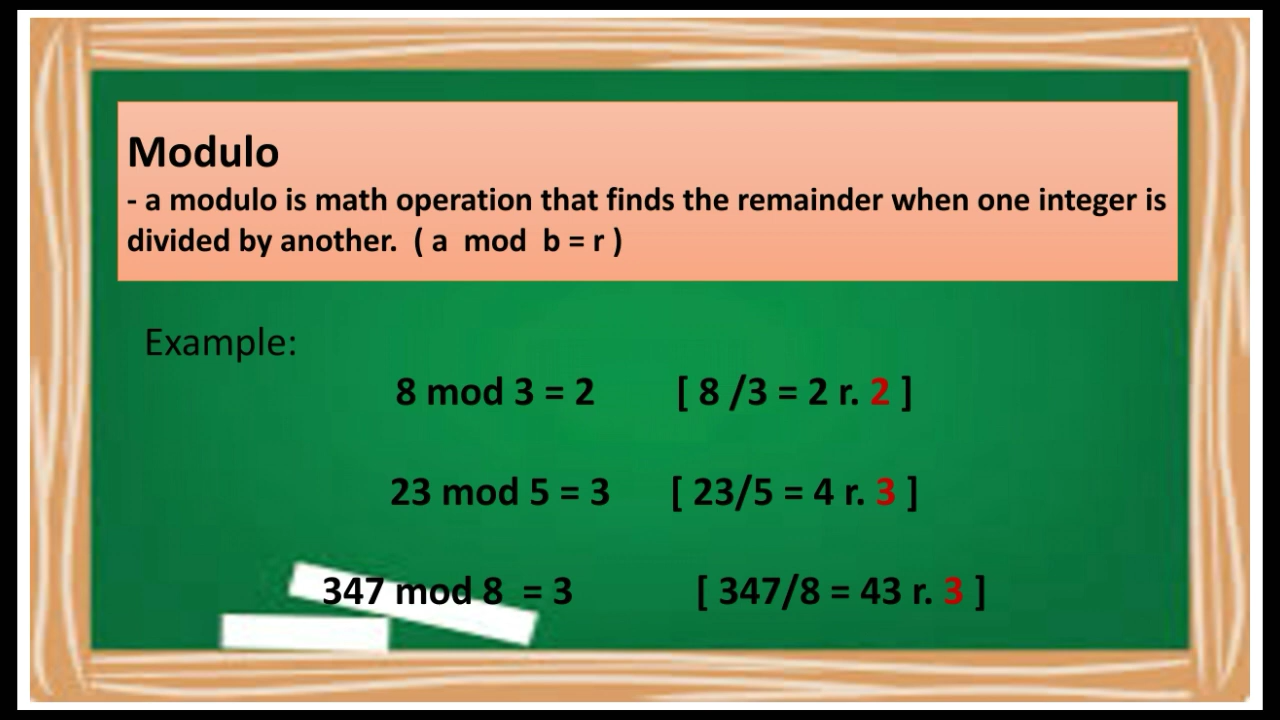 Modulo
- a modulo is math operation that finds the remainder when one integer is
divided by another. ( a mod b = r )
Example:
8 mod 3 = 2 [ 8 /3 = 2 r. 2 ]
23 mod 5 = 3 [ 23/5 = 4 r. 3 ]
347 mod 8 = 3 [ 347/8 = 43 r. 3 ]